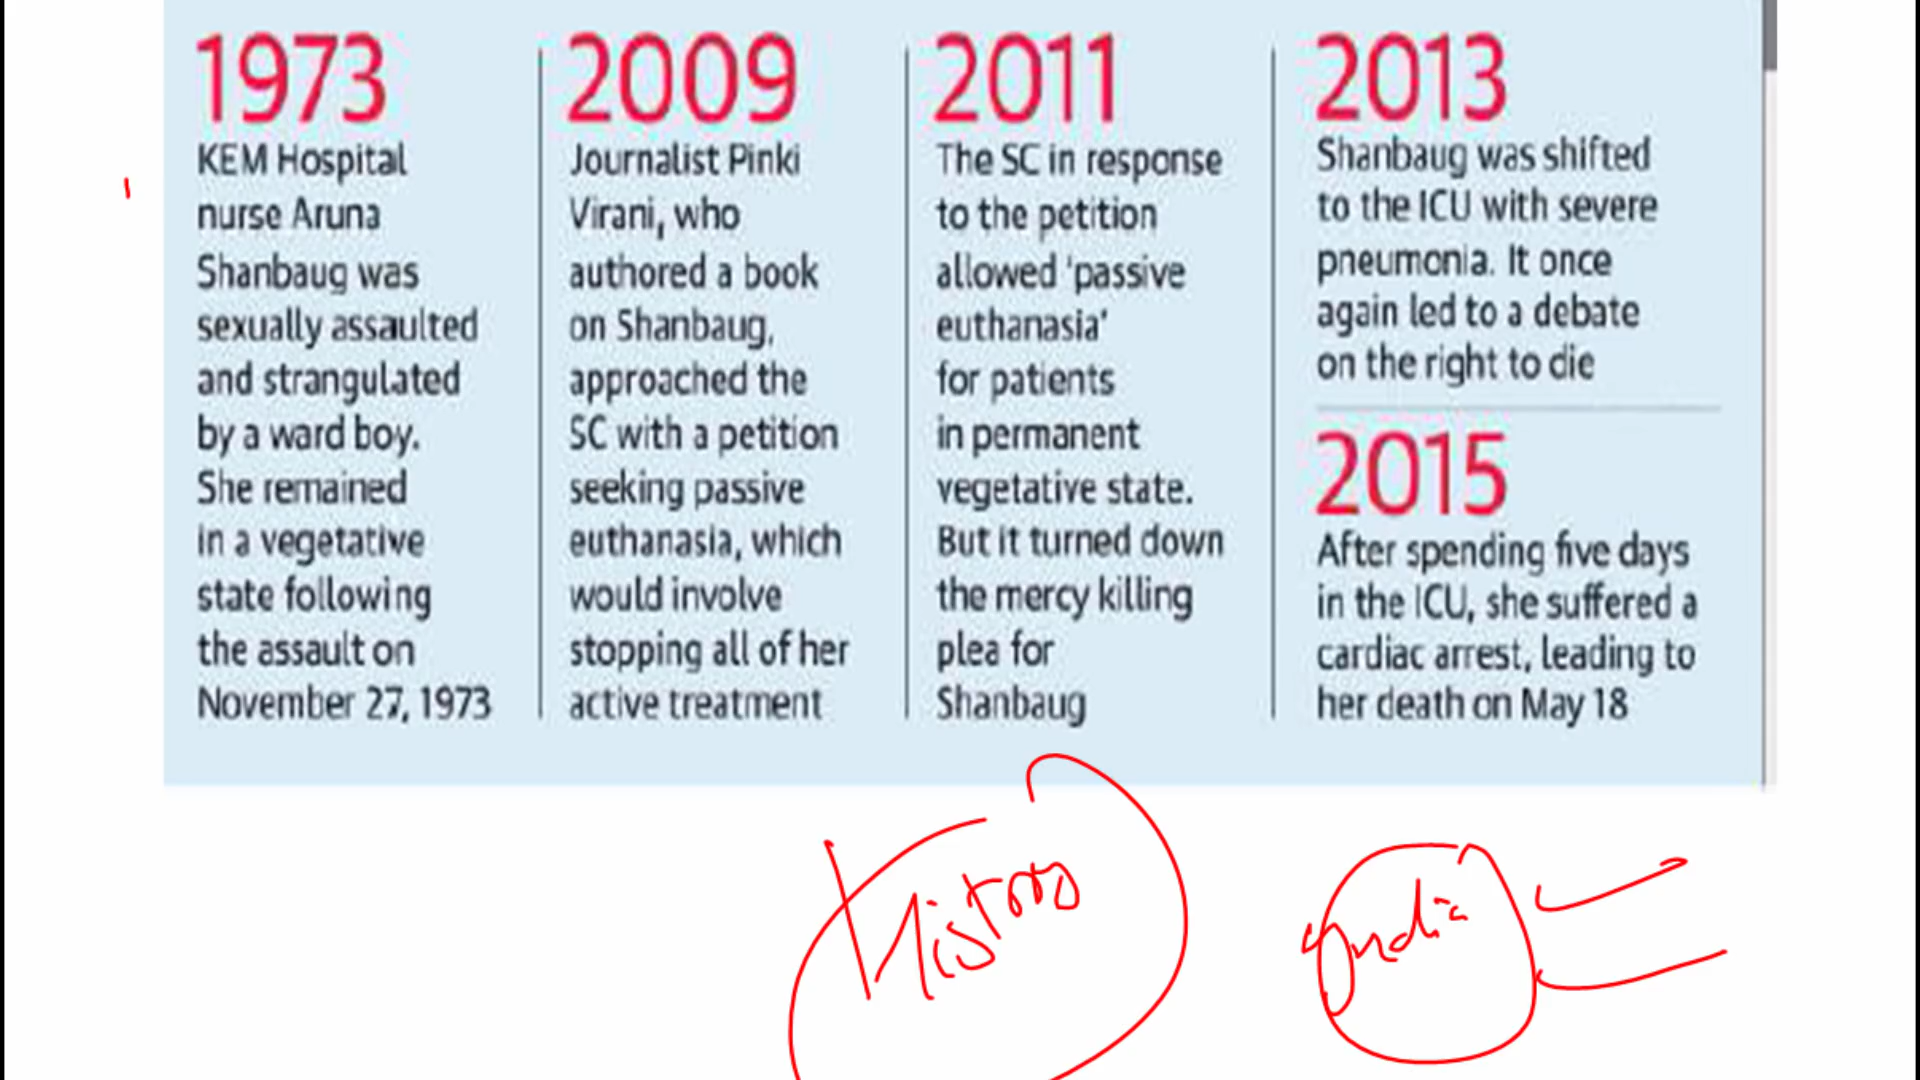 1973
KEM Hospital
nurse Aruna
Shanbaug was
sexually assaulted
and strangulated
by a ward boy.
She remained
in a vegetative
state following
the assault on
November 27, 1973
2009
Journalist Pinki
Virani, who
authored a book
on Shanbaug,
approached the
SC with a petition
seeking passive
euthanasia, which
would involve
stopping all of her
active treatment
2011
The SC in response
to the petition
allowed 'passive
euthanasia'
for patients
in permanent
vegetative state.
But it turned down
the mercy killing
plea for
Shanbaug
2013
Shanbaug was shifted
to the ICU with severe
pneumonia. It once
again led to a debate
on the right to die
2015
After spending five days
in the ICU, she suffered a
cardiac arrest, leading to
her death on May 18
India